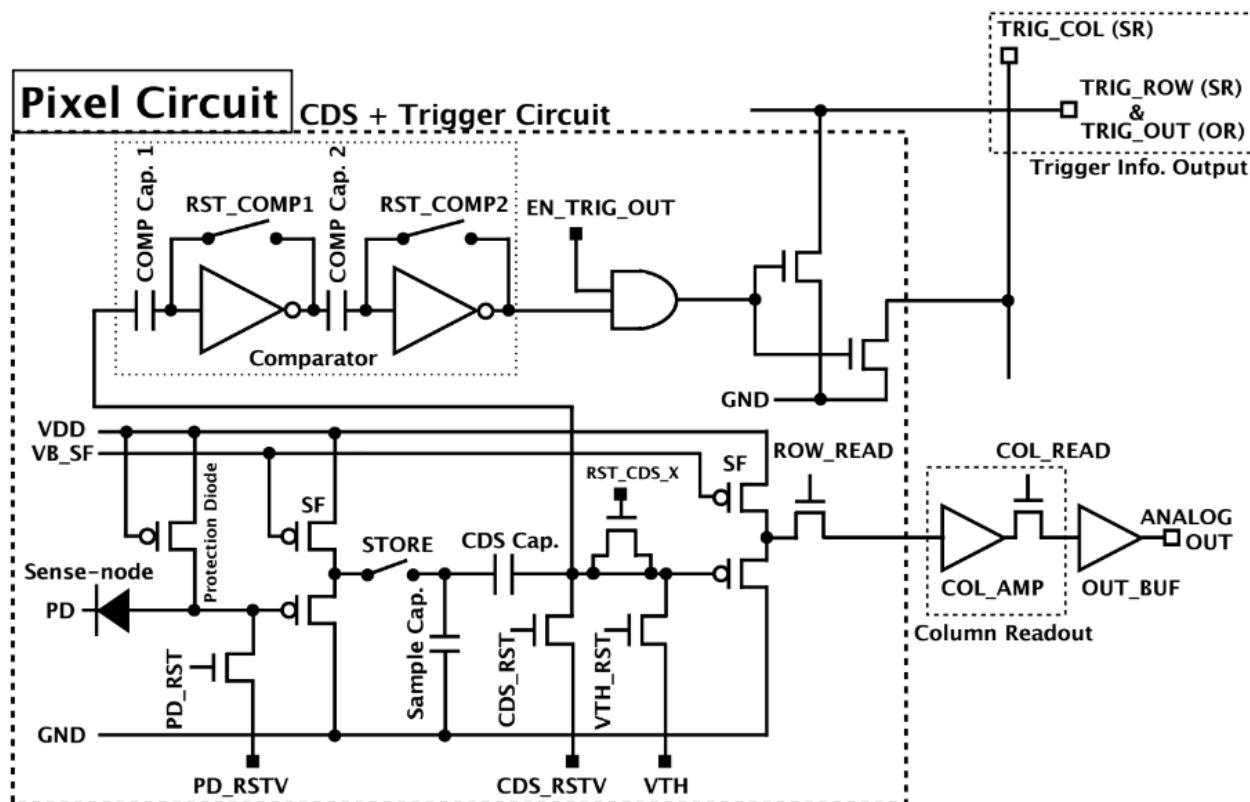 TRIG_COL (SR)
TRIG_ROW (SR)
&
TRIG_OUT (OR)
Trigger Info. Output
Pixel Circuit
CDS + Trigger Circuit
COMP Cap. 1
RST_COMP1
COMP Cap. 2
RST_COMP2
EN_TRIG_OUT
Comparator
GND
VDD
VB_SF
Protection Diode
SF
STORE
CDS Cap.
RST_CDS_X
SF
ROW_READ
COL_READ
ANALOG
OUT
Sense-node
PD
COL_AMP
OUT_BUF
Column Readout
PD_RST
Sample Cap.
CDS_RST
VTH_RST
GND
PD_RSTV
CDS_RSTV
VTH